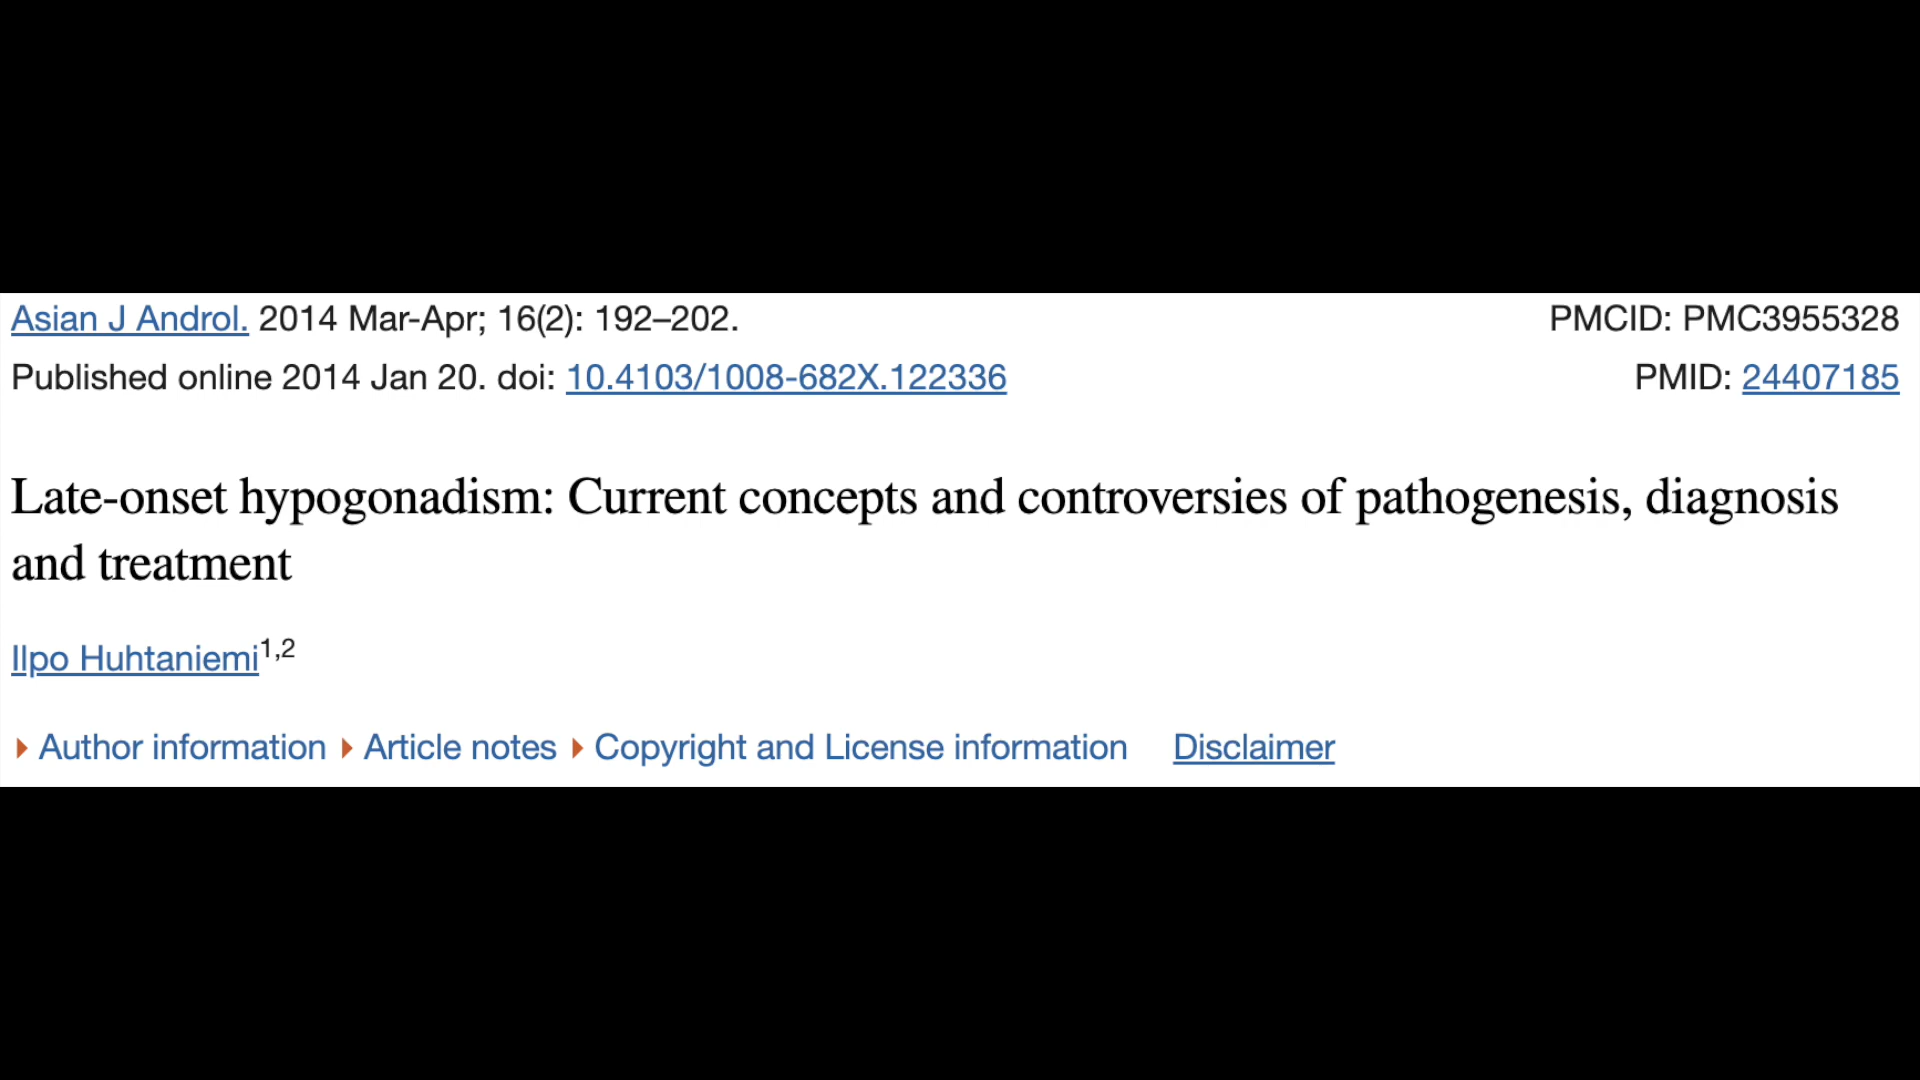 Asian J Androl. 2014 Mar-Apr; 16(2): 192–202.
PMCID: PMC3955328
Published online 2014 Jan 20. doi: 10.4103/1008-682X.122336
PMID: 24407185
Late-onset hypogonadism: Current concepts and controversies of pathogenesis, diagnosis
and treatment
Ilpo Huhtaniemi1,2
Author information Article notes Copyright and License information Disclaimer